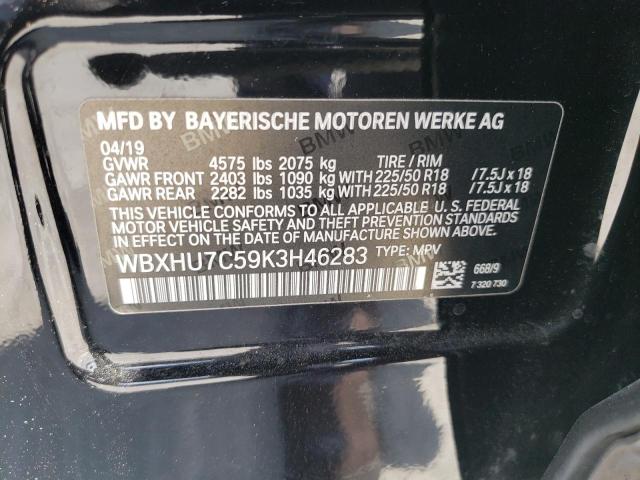 MFD BY BAYERISCHE MOTOREN WERKE AG
04/19
GVWR 4575 lbs 2075 kg TIRE / RIM
GAWR FRONT 2403 lbs 1090 kg WITH 225/50 R18 /7.5J x 18
GAWR REAR 2282 lbs 1035 kg WITH 225/50 R18 /7.5J x 18
THIS VEHICLE CONFORMS TO ALL APPLICABLE U. S. FEDERAL
MOTOR VEHICLE SAFETY AND THEFT PREVENTION STANDARDS
IN EFFECT ON THE DATE OF MANUFACTURE SHOWN ABOVE.
WBXHU7C59K3H46283 TYPE: MPV
668/9
7 320 730